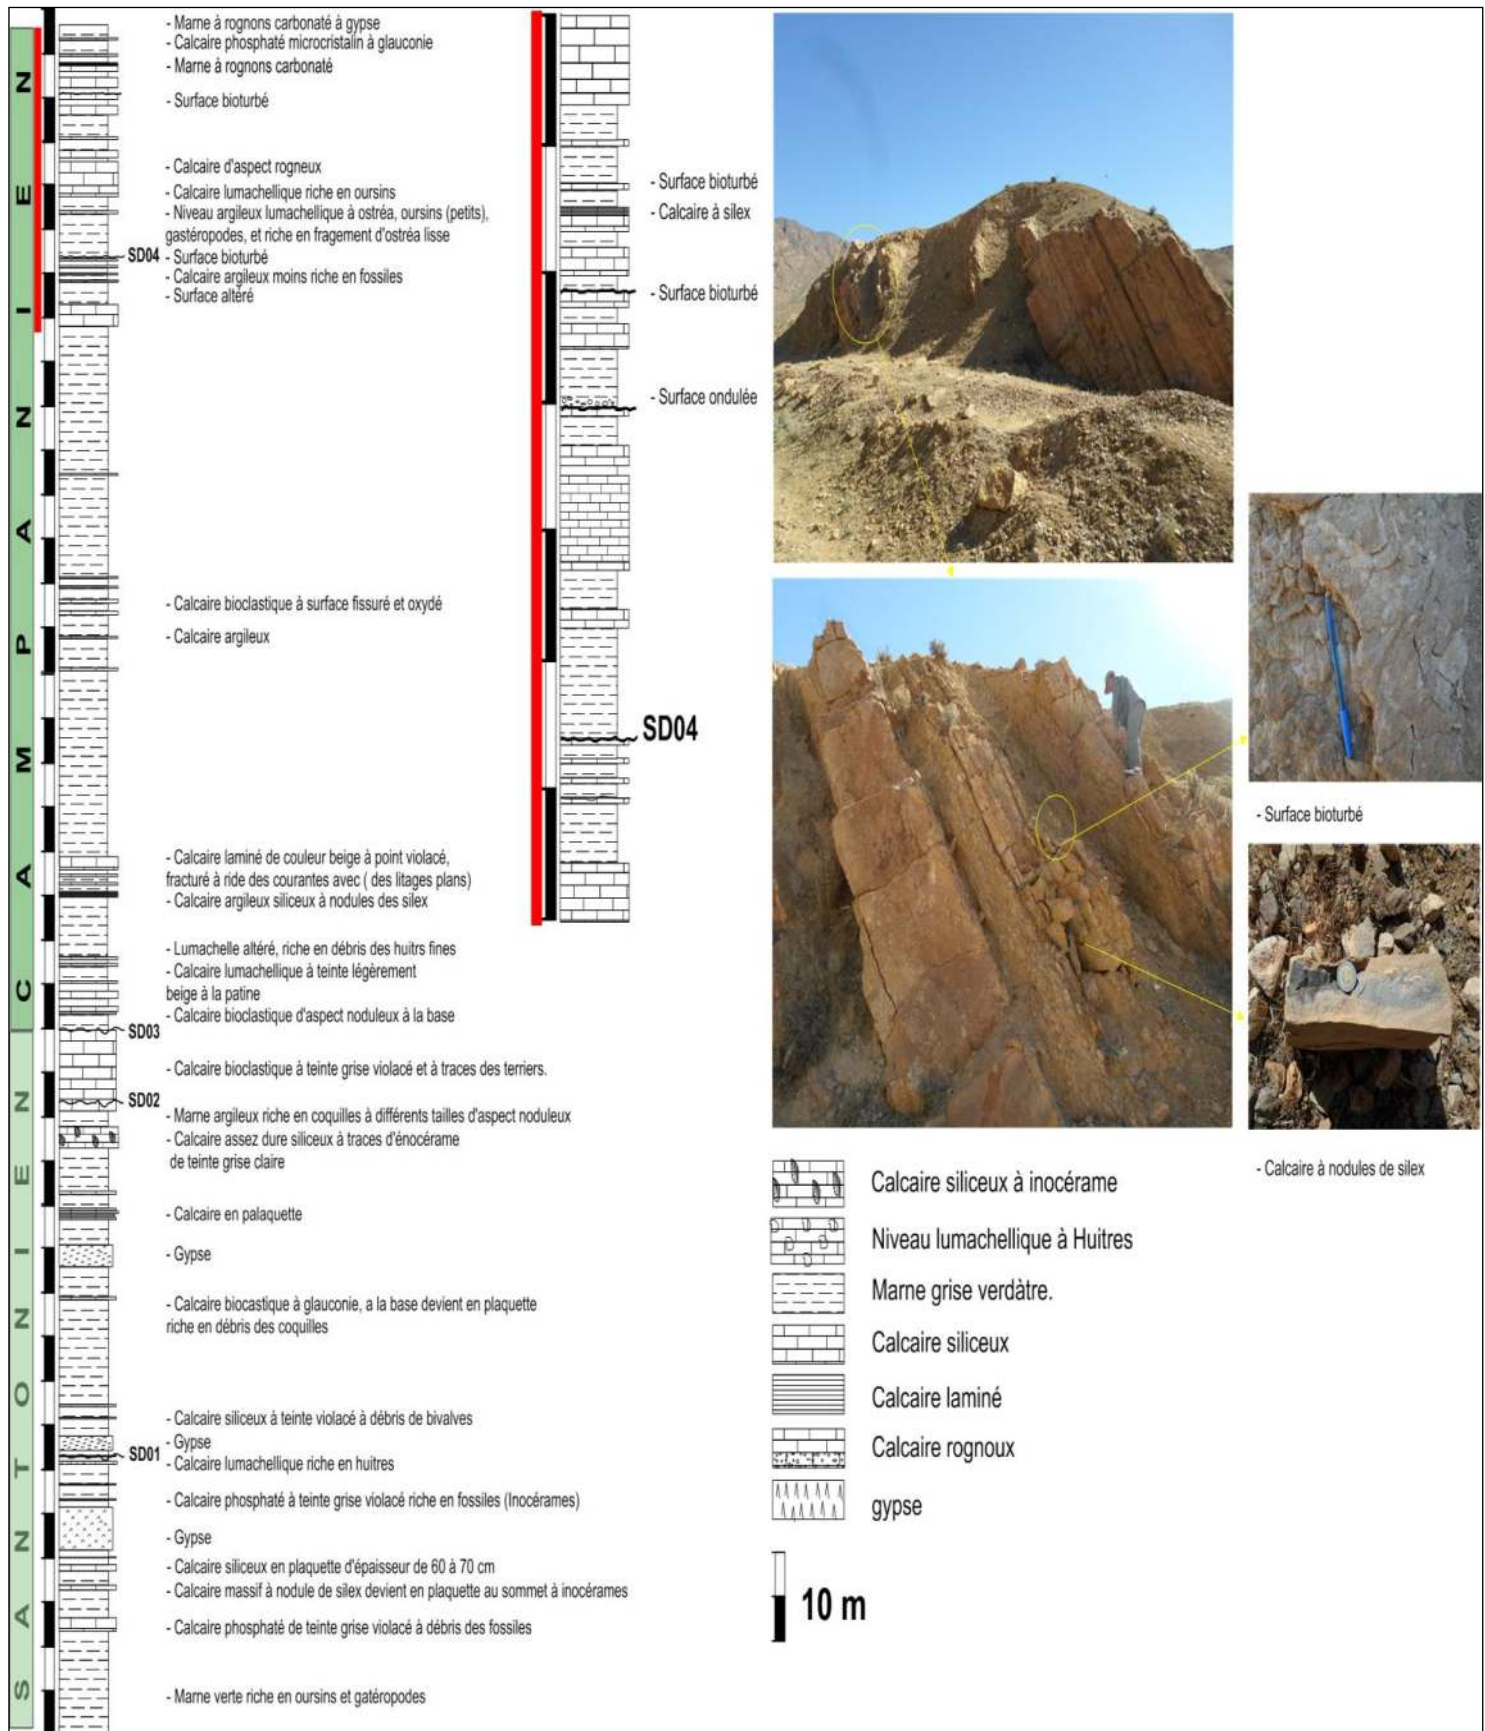 CAMPANNIEN
SANTONIEN
- Marne à rognons carbonaté à gypse
- Calcaire phosphaté microcristalin à glauconie
- Marne à rognons carbonaté
- Surface bioturbé
- Calcaire d'aspect rogneux
- Calcaire lumachellique riche en oursins
- Niveau argileux lumachellique à ostréa, oursins (petits),
gastéropodes, et riche en fragement d'ostréa lisse
SD04
- Surface bioturbé
- Calcaire argileux moins riche en fossiles
- Surface altéré
- Calcaire bioclastique à surface fissuré et oxydé
- Calcaire argileux
- Calcaire laminé de couleur beige à point violacé,
fracturé à ride des courantes avec ( des litages plans)
- Calcaire argileux siliceux à nodules des silex
- Lumachelle altéré, riche en débris des huitrs fines
- Calcaire lumachellique à teinte légèrement
beige à la patine
- Calcaire bioclastique d'aspect noduleux à la base
SD03
- Calcaire bioclastique à teinte grise violacé et à traces des terriers.
SD02
- Marne argileux riche en coquilles à différents tailles d'aspect noduleux
- Calcaire assez dure siliceux à traces d'énocérame
de teinte grise claire
- Calcaire en palaquette
- Gypse
- Calcaire biocastique à glauconie, a la base devient en plaquette
riche en débris des coquilles
- Calcaire siliceux à teinte violacé à débris de bivalves
- Gypse
SD01
- Calcaire lumachellique riche en huitres
- Calcaire phosphaté à teinte grise violacé riche en fossiles (Inocérames)
- Gypse
- Calcaire siliceux en plaquette d'épaisseur de 60 à 70 cm
- Calcaire massif à nodule de silex devient en plaquette au sommet à inocérames
- Calcaire phosphaté de teinte grise violacé à débris des fossiles
- Marne verte riche en oursins et gatéropodes
- Surface bioturbé
- Calcaire à silex
- Surface bioturbé
- Surface ondulée
SD04
- Surface bioturbé
- Calcaire à nodules de silex
Calcaire siliceux à inocérame
Niveau lumachellique à Huitres
Marne grise verdàtre.
Calcaire siliceux
Calcaire laminé
Calcaire rognoux
gypse
10 m